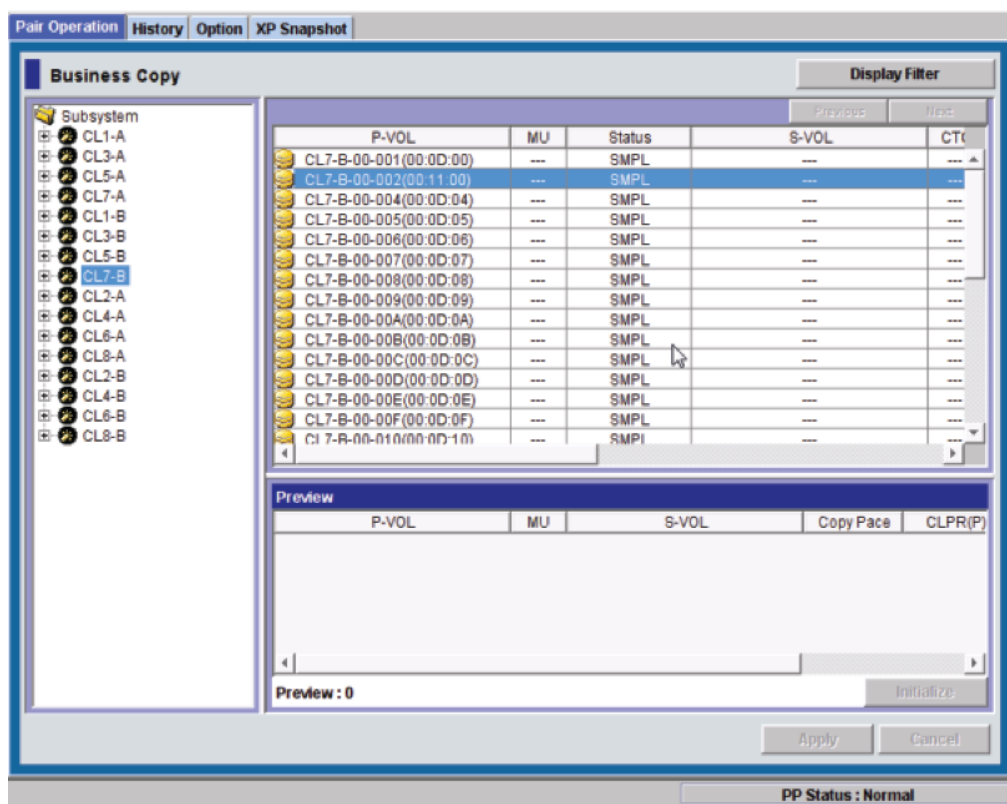 Pair Operation History Option XP Snapshot
Business Copy
Display Filter
Subsystem
CL1-A
CL3-A
CL5-A
CL7-A
CL1-B
CL3-B
CL5-B
CL7-B
CL2-A
CL4-A
CL6-A
CL8-A
CL2-B
CL4-B
CL6-B
CL8-B
Previous Next
P-VOL MU Status S-VOL CT
CL7-B-00-001(00:0D:00) --- SMPL --- ---
CL7-B-00-002(00:11:00) --- SMPL --- ---
CL7-B-00-004(00:0D:04) --- SMPL --- ---
CL7-B-00-005(00:0D:05) --- SMPL --- ---
CL7-B-00-006(00:0D:06) --- SMPL --- ---
CL7-B-00-007(00:0D:07) --- SMPL --- ---
CL7-B-00-008(00:0D:08) --- SMPL --- ---
CL7-B-00-009(00:0D:09) --- SMPL --- ---
CL7-B-00-00A(00:0D:0A) --- SMPL --- ---
CL7-B-00-00B(00:0D:0B) --- SMPL --- ---
CL7-B-00-00C(00:0D:0C) --- SMPL --- ---
CL7-B-00-00D(00:0D:0D) --- SMPL --- ---
CL7-B-00-00E(00:0D:0E) --- SMPL --- ---
CL7-B-00-00F(00:0D:0F) --- SMPL --- ---
CL7-B-00-010(00:0D:10) --- SMPL --- ---
Preview
P-VOL MU S-VOL Copy Pace CLPR(P)
Preview : 0
Initialize
Apply Cancel
PP Status : Normal